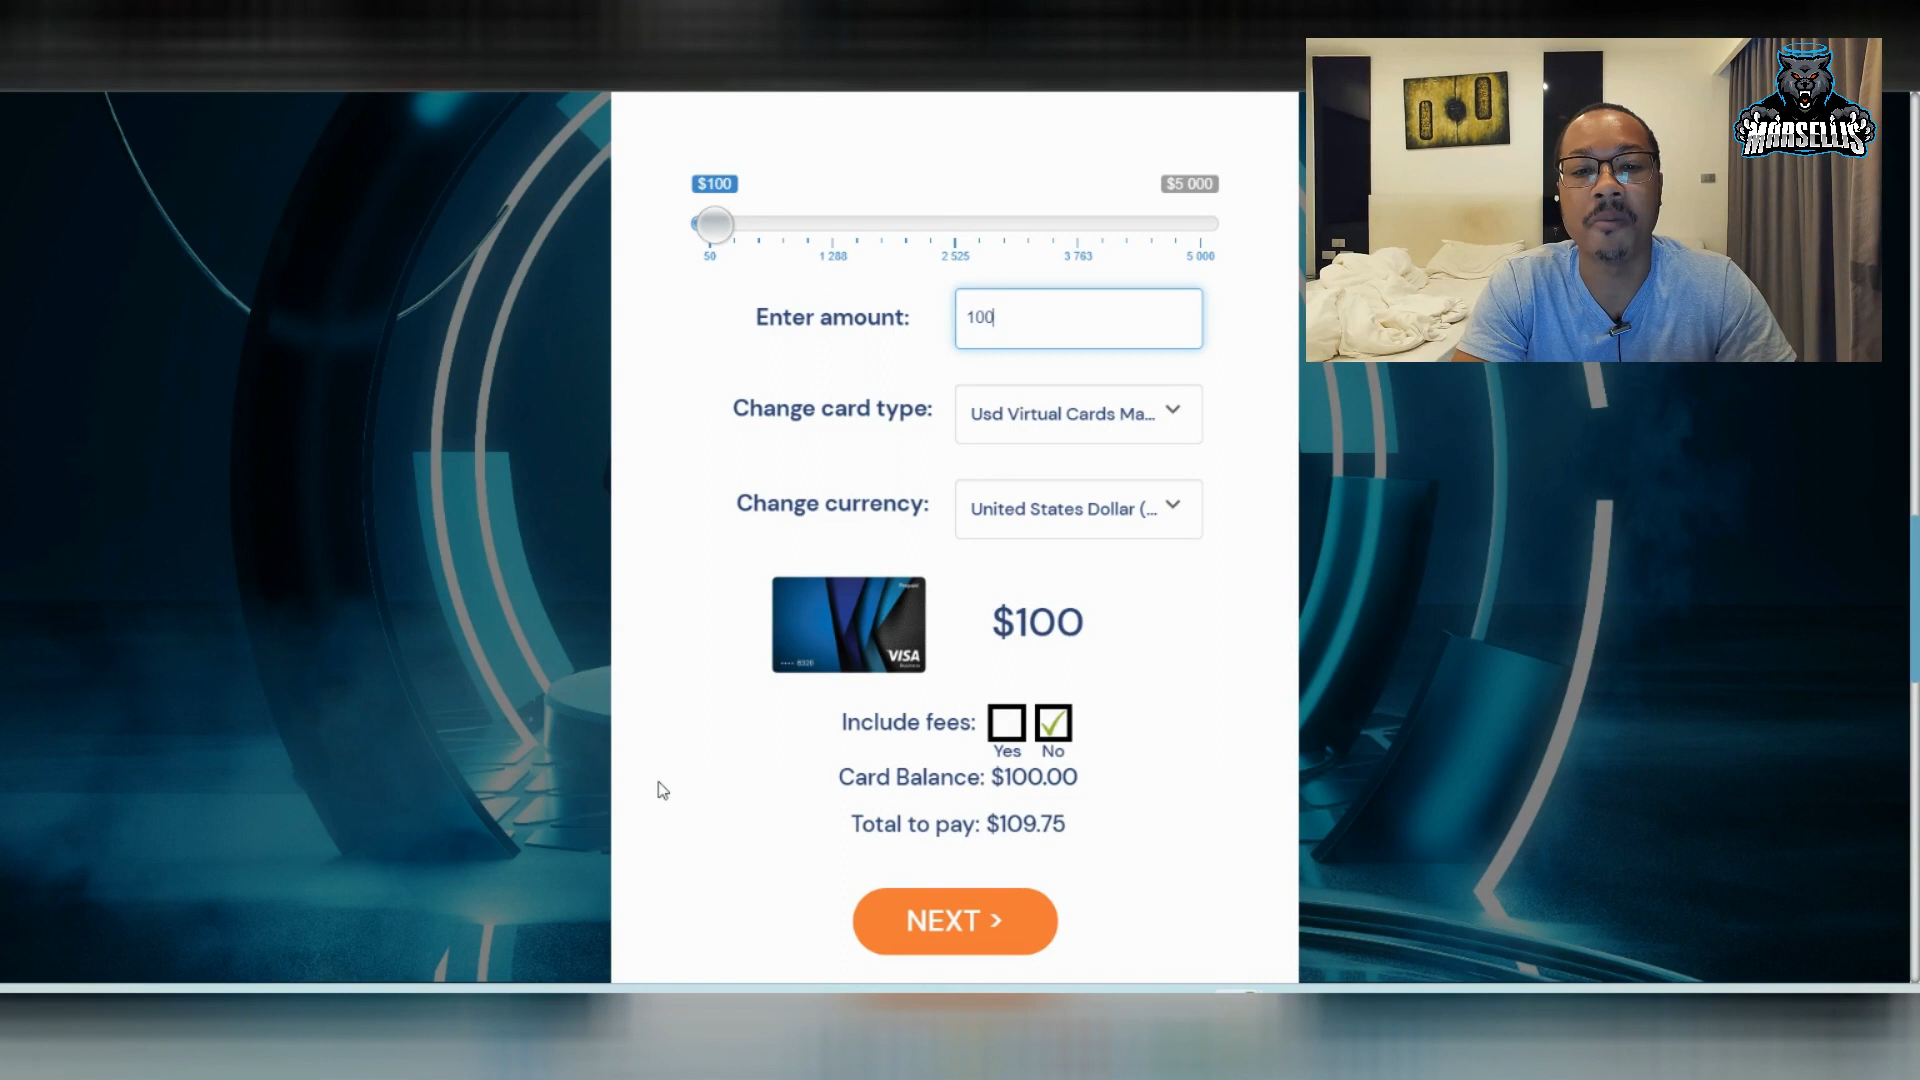 MARSELLIS
$100
$5 000
50 1 288 2 525 3 763 5 000
Enter amount: 100
Change card type: Usd Virtual Cards Ma...
Change currency: United States Dollar (...
Prepaid
VISA
.... 8326
$100
Include fees:
Yes No
Card Balance: $100.00
Total to pay: $109.75
NEXT >